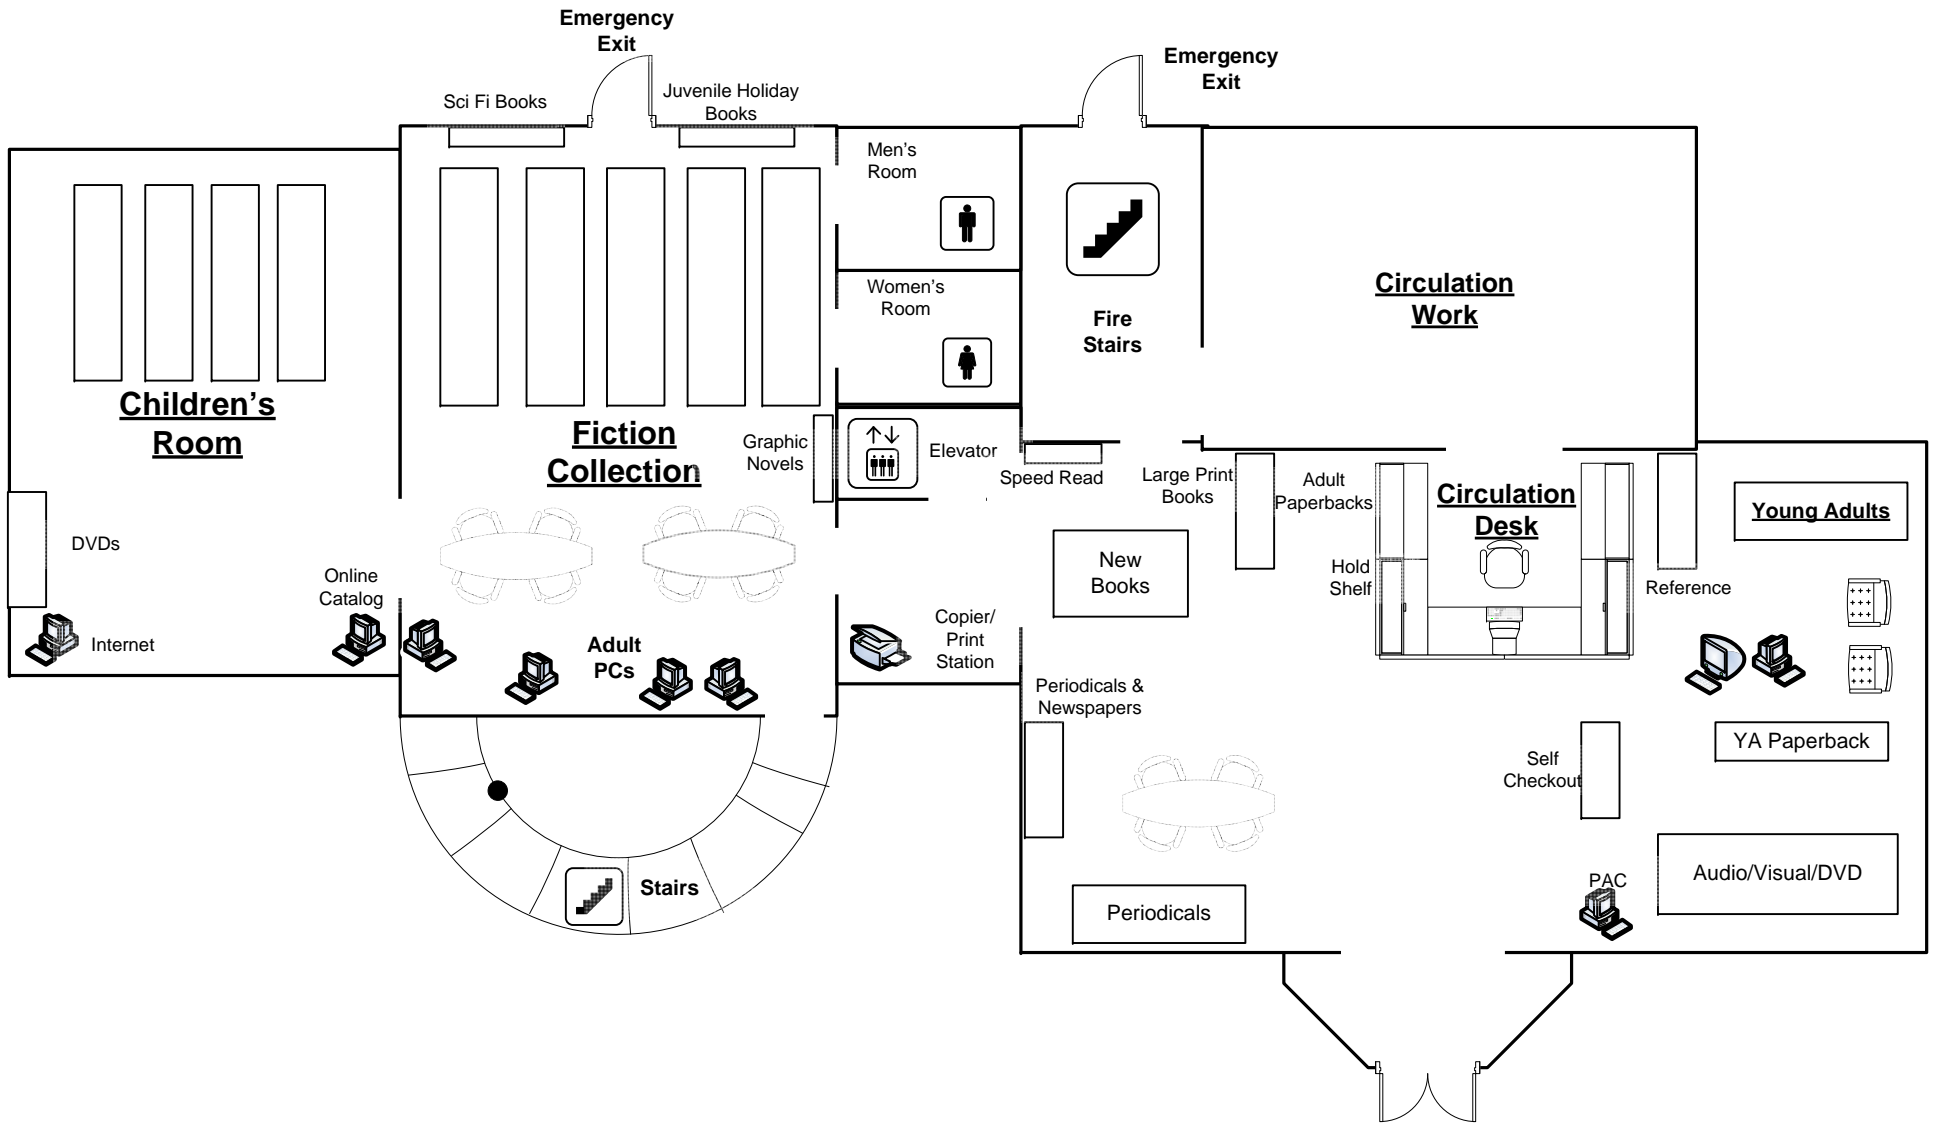 Emergency
Exit
Emergency
Exit
Sci Fi Books
Juvenile Holiday
Books
Men's
Room
Women's
Room
Fire
Stairs
Circulation
Work
Children's
Room
Fiction
Collection
Graphic
Novels
Elevator
Speed Read
Large Print
Books
Adult
Paperbacks
Circulation
Desk
Young Adults
DVDs
Online
Catalog
Internet
Adult
PCs
Copier/
Print
Station
New
Books
Hold
Shelf
Reference
Periodicals &
Newspapers
YA Paperback
Self
Checkout
Stairs
Periodicals
PAC
Audio/Visual/DVD